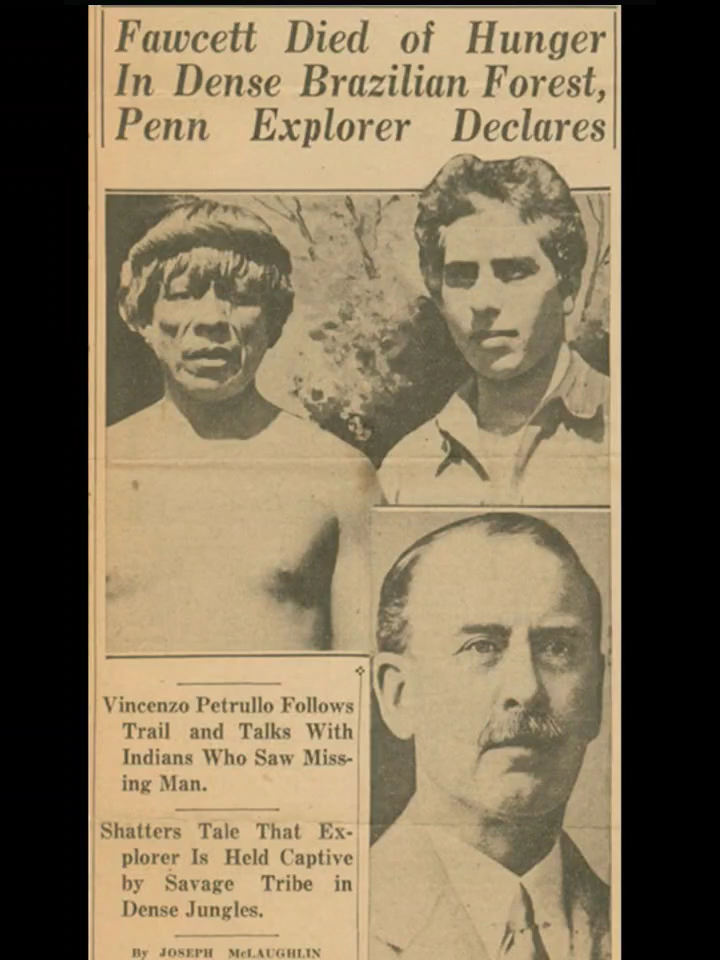 Fawcett Died of Hunger
In Dense Brazilian Forest,
Penn Explorer Declares
Vincenzo Petrullo Follows
Trail and Talks With
Indians Who Saw Miss-
ing Man.
Shatters Tale That Ex-
plorer Is Held Captive
by Savage Tribe in
Dense Jungles.
By JOSEPH McLAUGHLIN